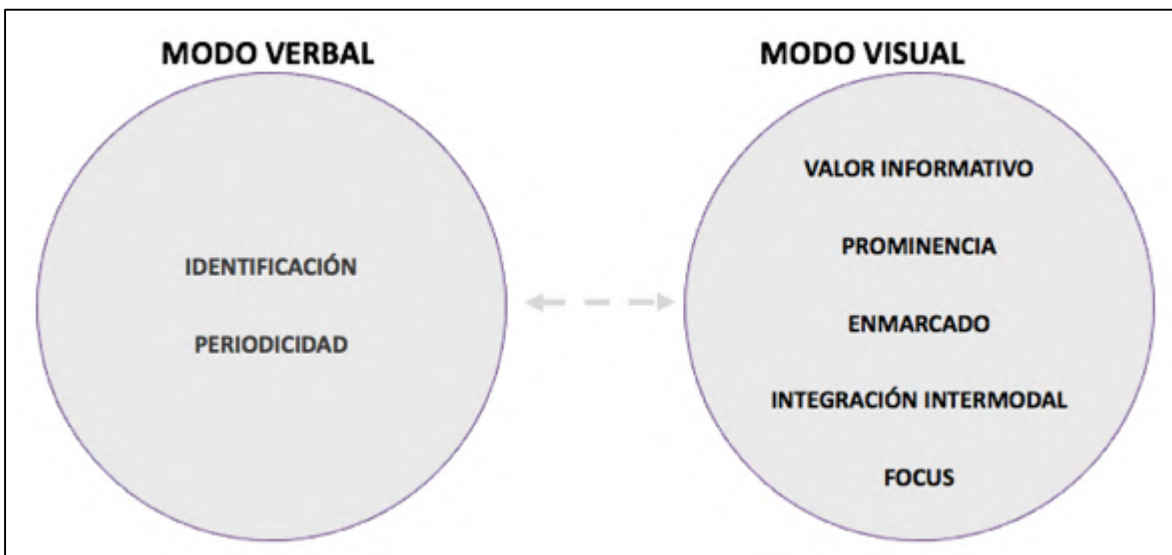 MODO VERBAL
IDENTIFICACIÓN
PERIODICIDAD
MODO VISUAL
VALOR INFORMATIVO
PROMINENCIA
ENMARCADO
INTEGRACIÓN INTERMODAL
FOCUS